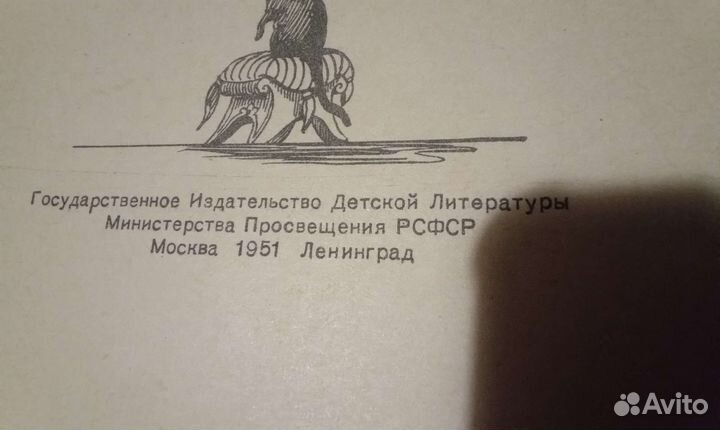 Государственное Издательство Детской Литературы
Министерства Просвещения РСФСР
Москва 1951 Ленинград
Avito